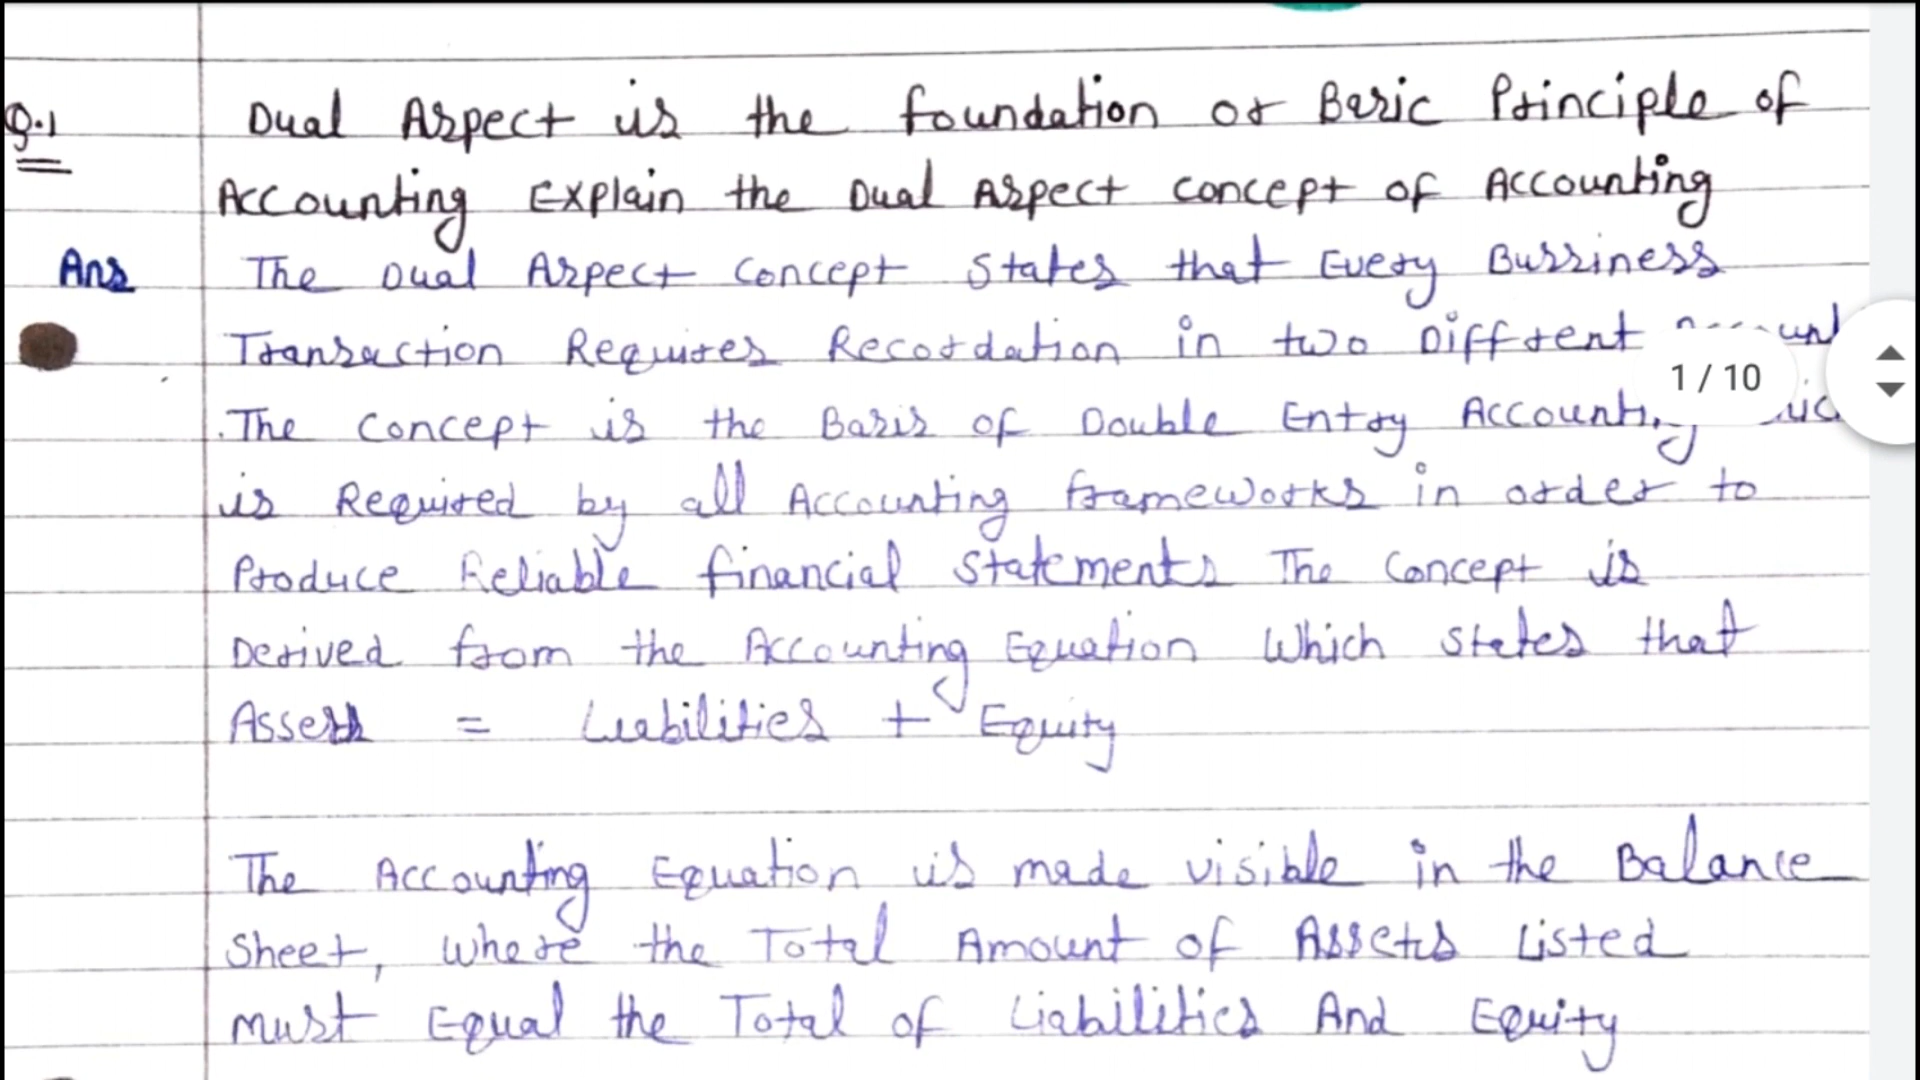 Q.1 Dual Aspect is the foundation or Basic Principle of
Accounting Explain the Dual Aspect concept of Accounting
Ans The Dual Aspect Concept States that Every Bussiness
Transaction Requires Recordation in two Diffrent
1 / 10
The Concept is the Basis of Double Entry Accounting
is Required by all Accounting frameworks in order to
Produce Reliable financial Statements The Concept is
Derived from the Accounting Equation Which states that
Assets = Liabilities + Equity
The Accounting Equation is made visible in the Balance
Sheet, where the Total Amount of Assets Listed
must Equal the Total of Liabilities And Equity